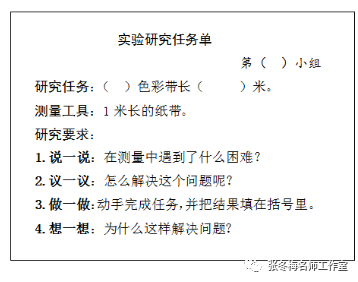 实验研究任务单
第（ ）小组
研究任务：（ ）色彩带长（ ）米。
测量工具：1 米长的纸带。
研究要求：
1. 说一说：在测量中遇到了什么困难？
2. 议一议：怎么解决这个问题呢？
3. 做一做：动手完成任务，并把结果填在括号里。
4. 想一想：为什么这样解决问题？
张冬梅名师工作室